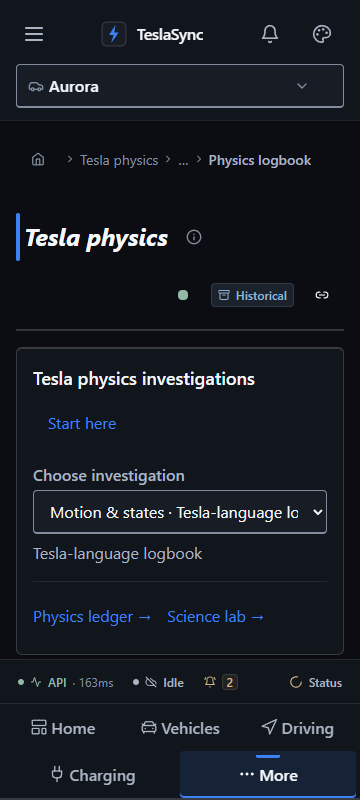 TeslaSync
Aurora
Tesla physics ... Physics logbook
Tesla physics
Historical
Tesla physics investigations
Start here
Choose investigation
Motion & states · Tesla-language lo
Tesla-language logbook
Physics ledger → Science lab →
API · 163ms Idle 2 Status
Home Vehicles Driving
Charging More